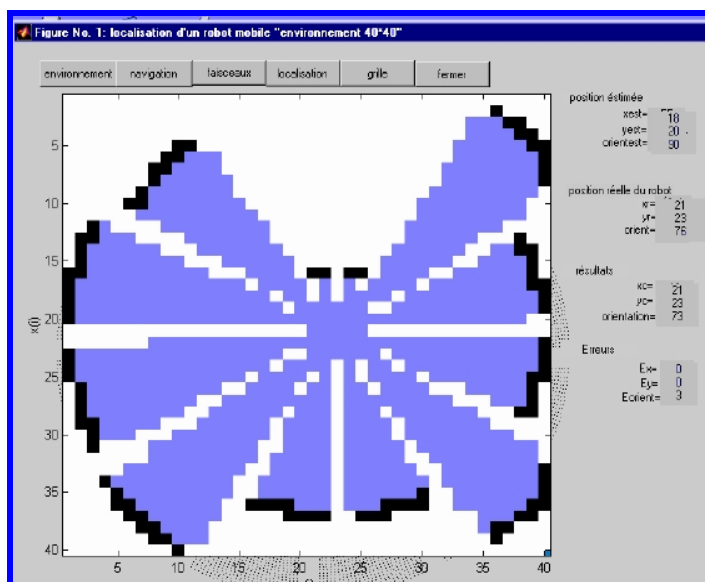 Figure No. 1: localisation d'un robot mobile "environnement 40*40"
environnement navigation faisceaux localisation grille fermer
position éstimée
xest= 18
yest= 20
orientest= 90
position réelle du robot
xr= 21
yr= 23
orient= 76
résultats
xc= 21
yc= 23
orientation= 73
Erreurs
Ex= 0
Ey= 0
Eorient= 3
x(i)
5
10
15
20
25
30
35
40
5 10 15 20 25 30 35 40